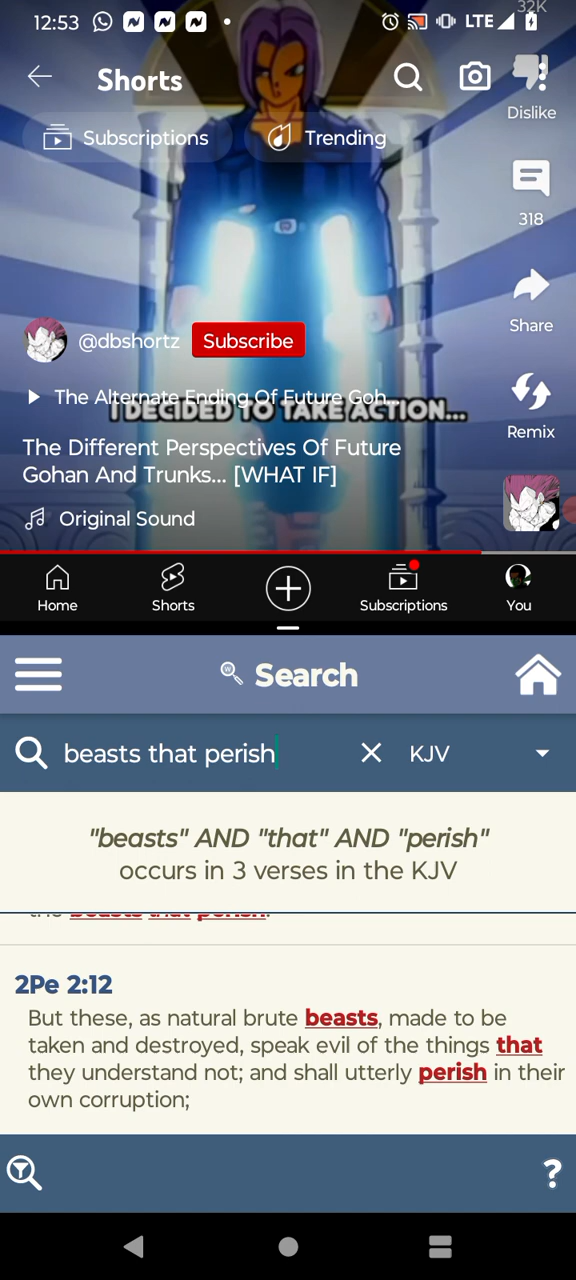 12:53
LTE
32K
Shorts
Dislike
Subscriptions
Trending
318
Share
@dbshortz
Subscribe
The Alternate Ending Of Future Goh...
I DECIDED TO TAKE ACTION...
Remix
The Different Perspectives Of Future
Gohan And Trunks... [WHAT IF]
Original Sound
Home
Shorts
Subscriptions
You
Search
beasts that perish
KJV
"beasts" AND "that" AND "perish"
occurs in 3 verses in the KJV
the beasts that perish.
2Pe 2:12
But these, as natural brute beasts, made to be
taken and destroyed, speak evil of the things that
they understand not; and shall utterly perish in their
own corruption;
?